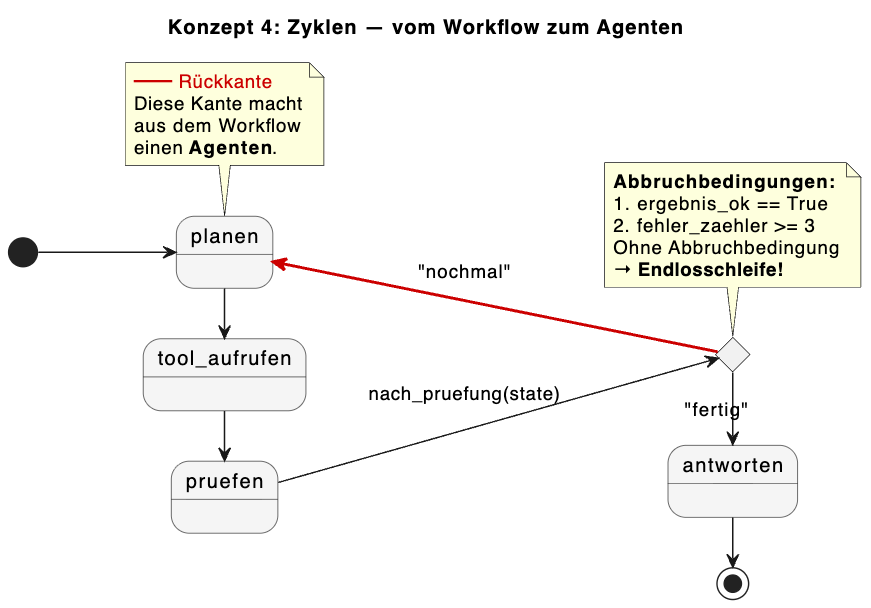 Konzept 4: Zyklen — vom Workflow zum Agenten
Rückkante
Diese Kante macht
aus dem Workflow
einen Agenten.
Abbruchbedingungen:
1. ergebnis_ok == True
2. fehler_zaehler >= 3
Ohne Abbruchbedingung
→ Endlosschleife!
planen
"nochmal"
tool_aufrufen
nach_pruefung(state)
"fertig"
pruefen
antworten